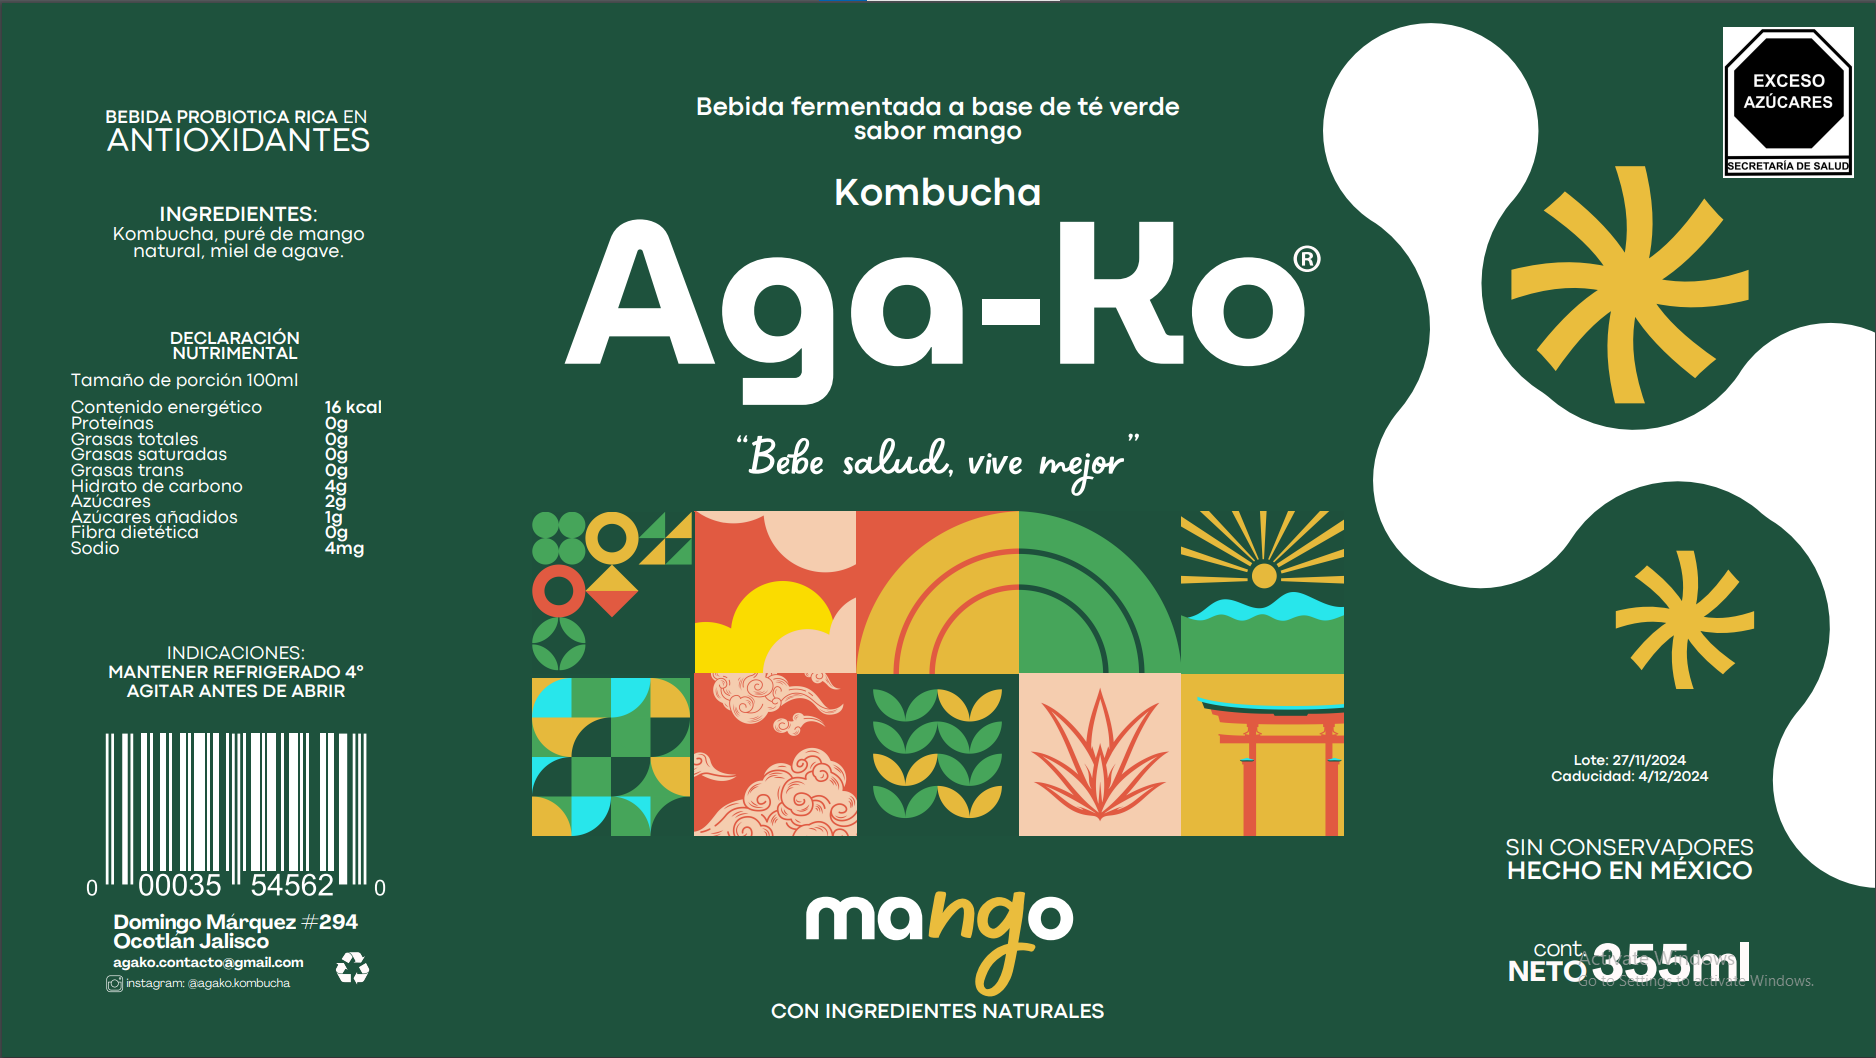 BEBIDA PROBIOTICA RICA EN
ANTIOXIDANTES
INGREDIENTES:
Kombucha, puré de mango
natural, miel de agave.
DECLARACIÓN
NUTRIMENTAL
Tamaño de porción 100ml
Contenido energético 16 kcal
Proteínas 0g
Grasas totales 0g
Grasas saturadas 0g
Grasas trans 0g
Hidrato de carbono 4g
Azúcares 2g
Azúcares añadidos 1g
Fibra dietética 0g
Sodio 4mg
INDICACIONES:
MANTENER REFRIGERADO 4°
AGITAR ANTES DE ABRIR
0 00035 54562 0
Domingo Márquez #294
Ocotlán Jalisco
agako.contacto@gmail.com
instagram: @agako.kombucha
Bebida fermentada a base de té verde
sabor mango
Kombucha
Aga-Ko®
“Bebe salud, vive mejor”
mango
CON INGREDIENTES NATURALES
EXCESO
AZÚCARES
SECRETARÍA DE SALUD
Lote: 27/11/2024
Caducidad: 4/12/2024
SIN CONSERVADORES
HECHO EN MÉXICO
cont.
NETO 355ml
Activate Windows
Go to Settings to activate Windows.